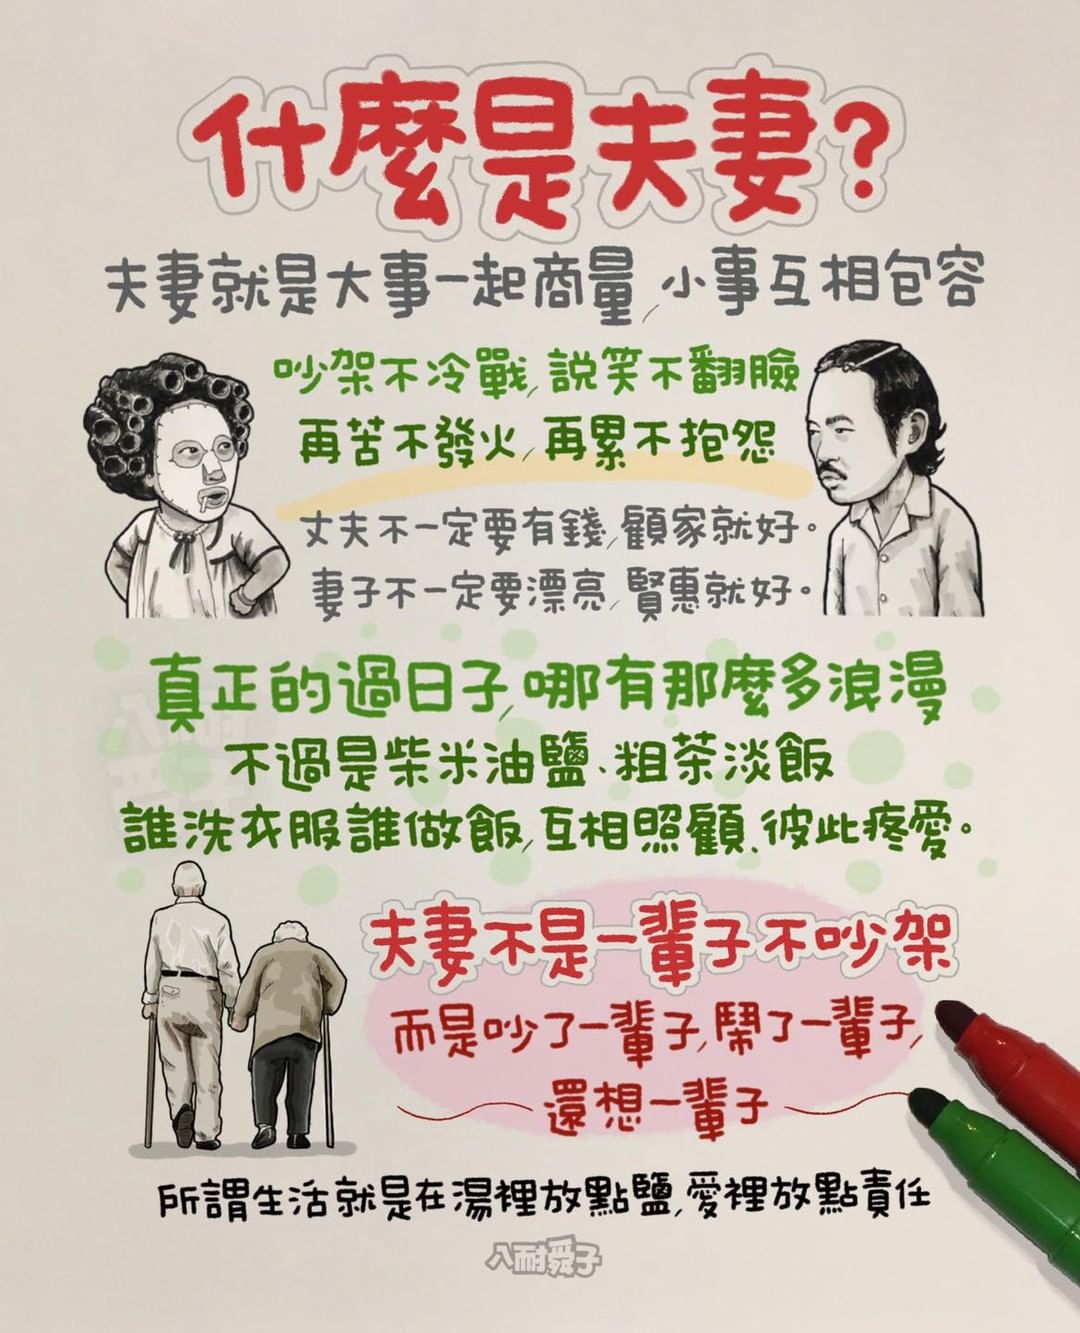 什麼是夫妻?
夫妻就是大事一起商量,小事互相包容
吵架不冷戰,說笑不翻臉
再苦不發火,再累不抱怨
丈夫不一定要有錢,顧家就好。
妻子不一定要漂亮,賢惠就好。
真正的過日子,哪有那麼多浪漫
不過是柴米油鹽、粗茶淡飯
誰洗衣服誰做飯,互相照顧、彼此疼愛。
夫妻不是一輩子不吵架
而是吵了一輩子,鬧了一輩子,
還想一輩子
所謂生活就是在湯裡放點鹽,愛裡放點責任
八耐舜子